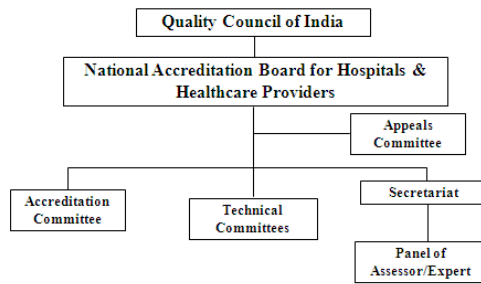 Quality Council of India
National Accreditation Board for Hospitals &
Healthcare Providers
Appeals
Committee
Accreditation
Committee
Technical
Committees
Secretariat
Panel of
Assessor/Expert